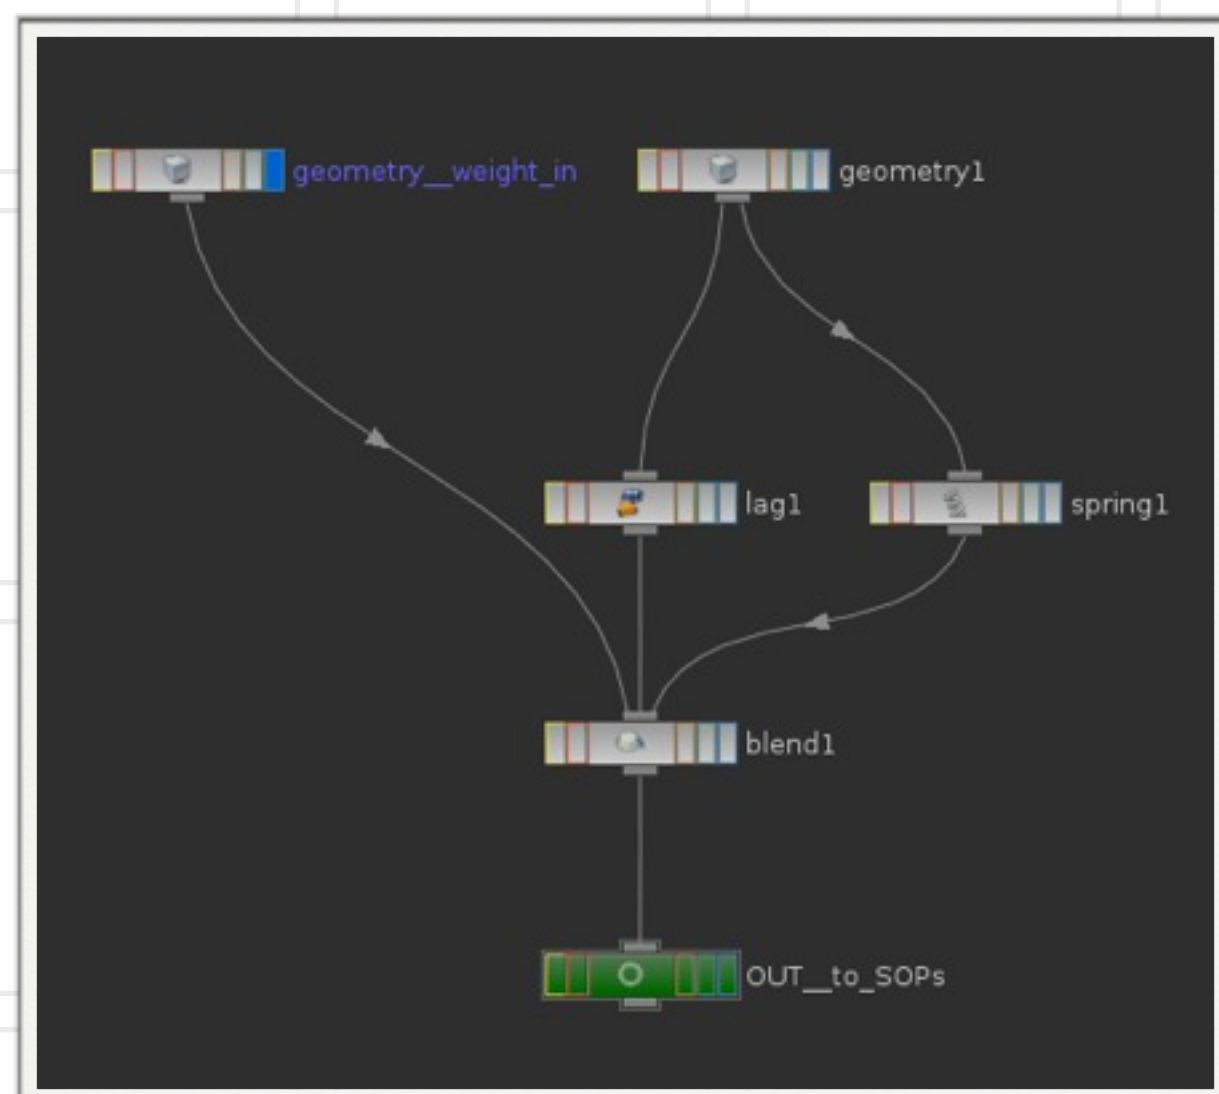 geometry__weight_in
geometry1
lag1
spring1
blend1
OUT__to_SOPs